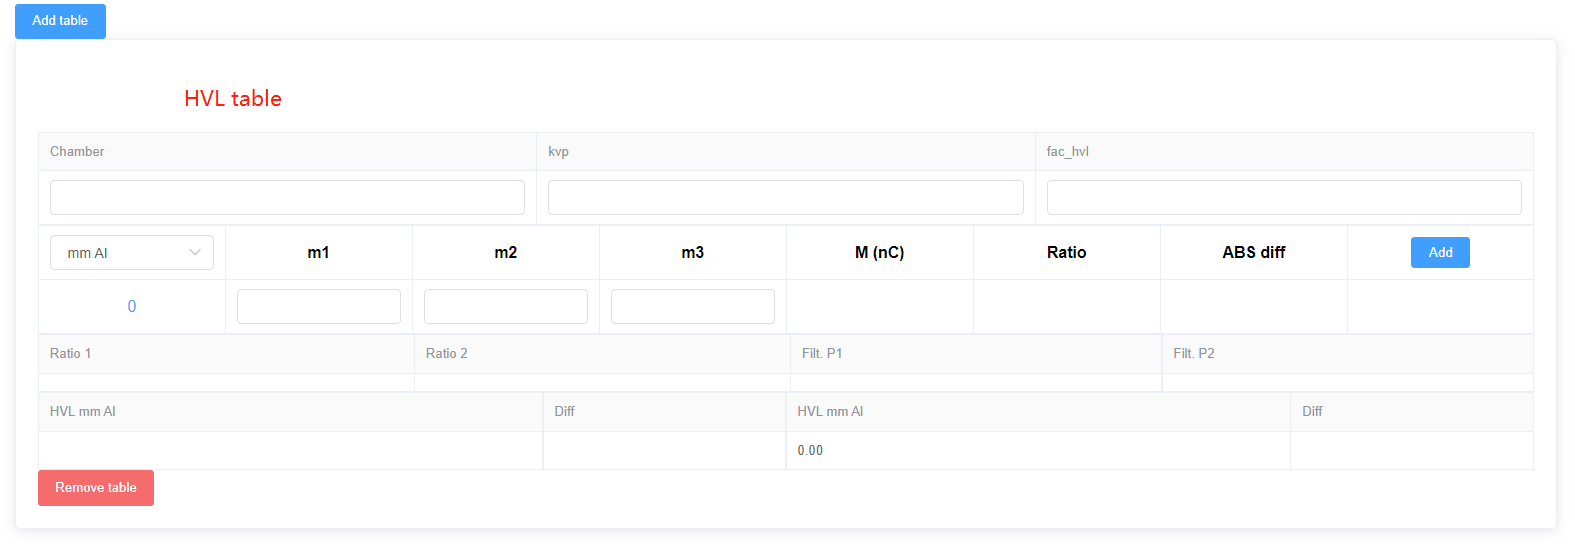 Add table
HVL table
Chamber kvp fac_hvl
mm Al m1 m2 m3 M (nC) Ratio ABS diff Add
0
Ratio 1 Ratio 2 Filt. P1 Filt. P2
HVL mm Al Diff HVL mm Al Diff
0.00
Remove table